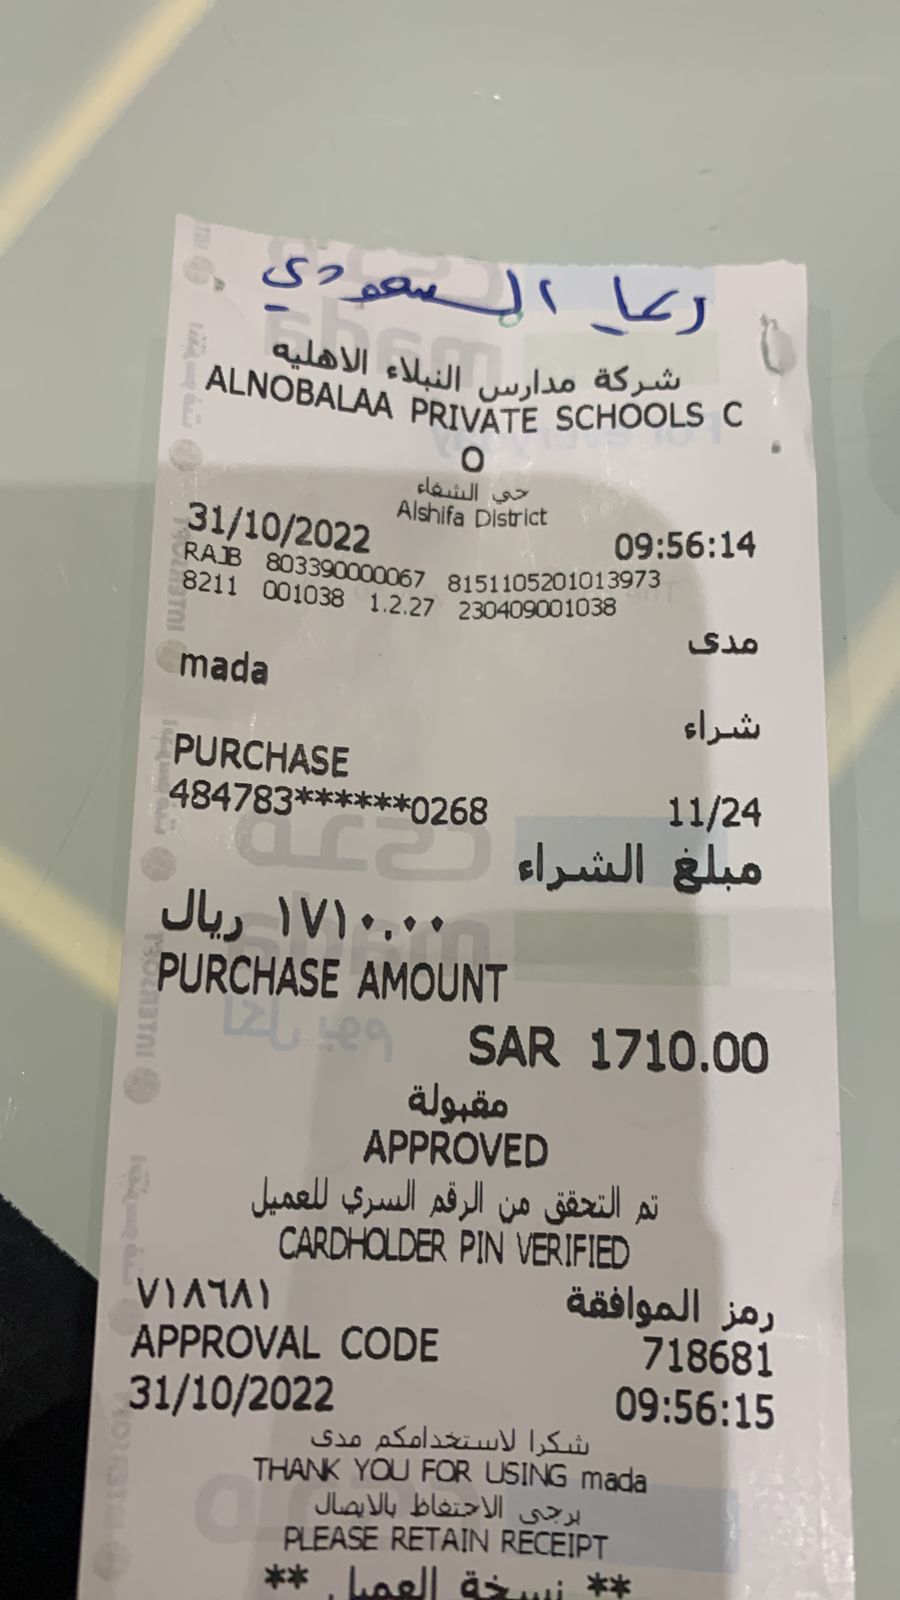 السعودي
شركة مدارس النبلاء الاهليه
ALNOBALAA PRIVATE SCHOOLS C
O
حي الشفاء
Alshifa District
31/10/2022 09:56:14
RAJB 803390000067 8151105201013973
8211 001038 1.2.27 230409001038
مدى
mada
شراء
PURCHASE
484783******0268 11/24
مبلغ الشراء
١٧١٠.٠٠ ريال
PURCHASE AMOUNT
SAR 1710.00
مقبولة
APPROVED
تم التحقق من الرقم السري للعميل
CARDHOLDER PIN VERIFIED
رمز الموافقة ٧١٨٦٨١
APPROVAL CODE 718681
31/10/2022 09:56:15
شكرا لاستخدامكم مدى
THANK YOU FOR USING mada
يرجى الاحتفاظ بالايصال
PLEASE RETAIN RECEIPT
** نسخة العميل **